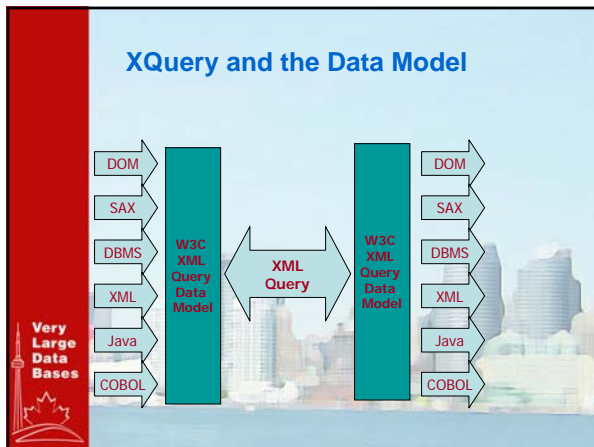 XQuery and the Data Model
DOM
SAX
DBMS
XML
Java
COBOL
W3C
XML
Query
Data
Model
XML
Query
W3C
XML
Query
Data
Model
DOM
SAX
DBMS
XML
Java
COBOL
Very
Large
Data
Bases